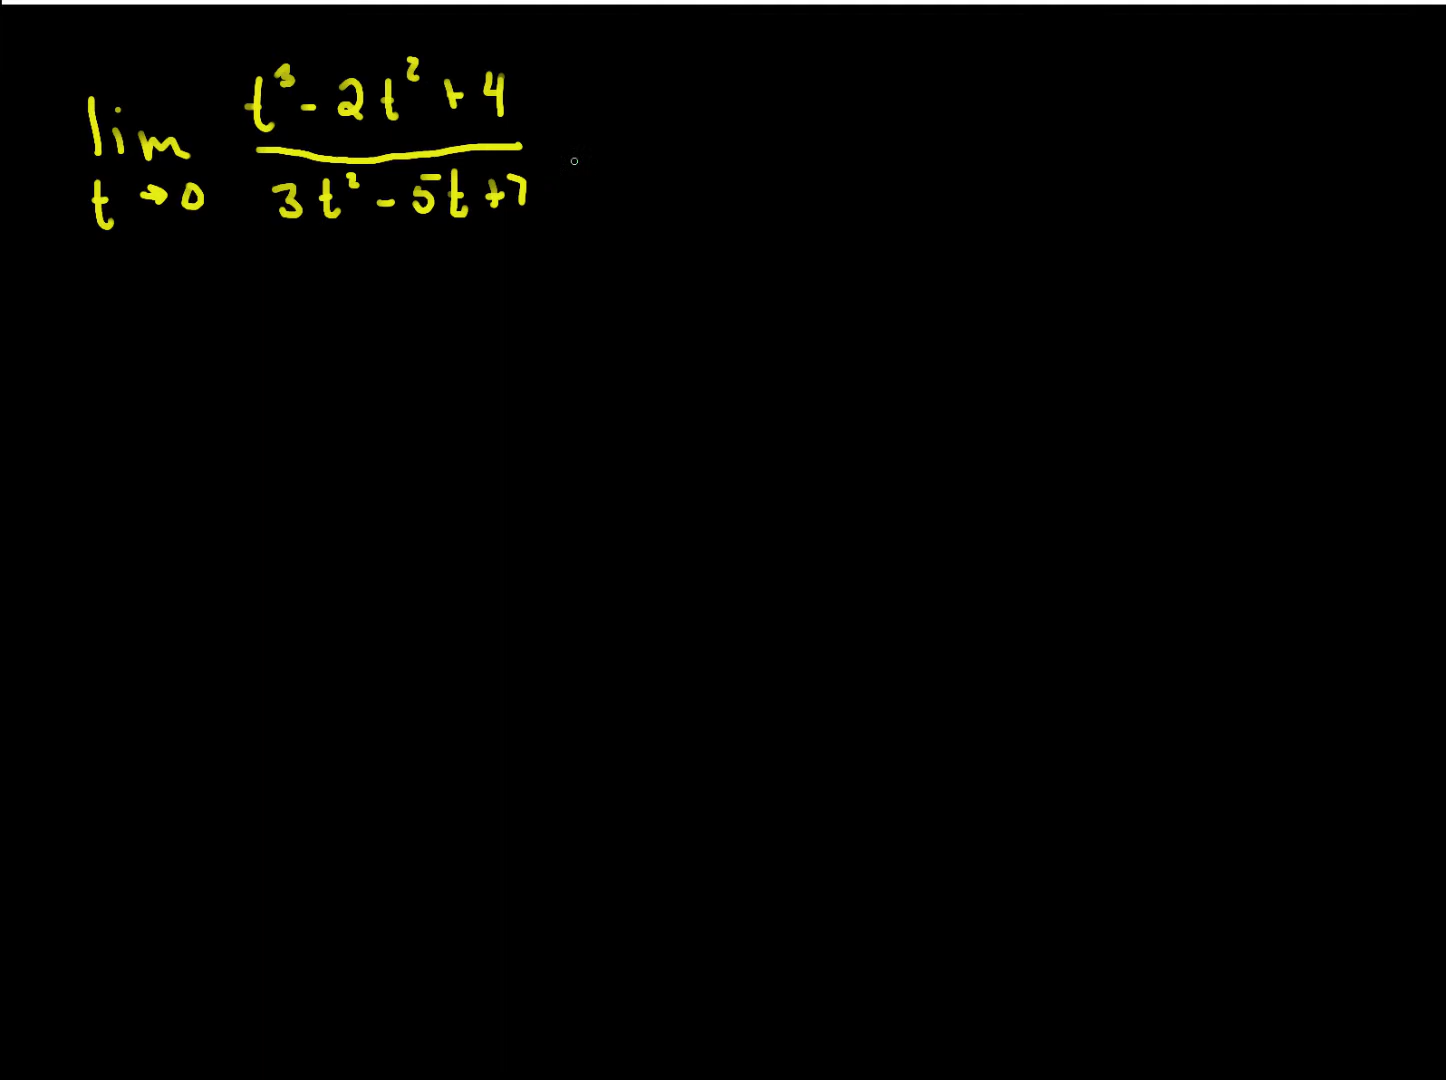 lim t→0 (t³ - 2t² + 4) / (3t² - 5t + 7)